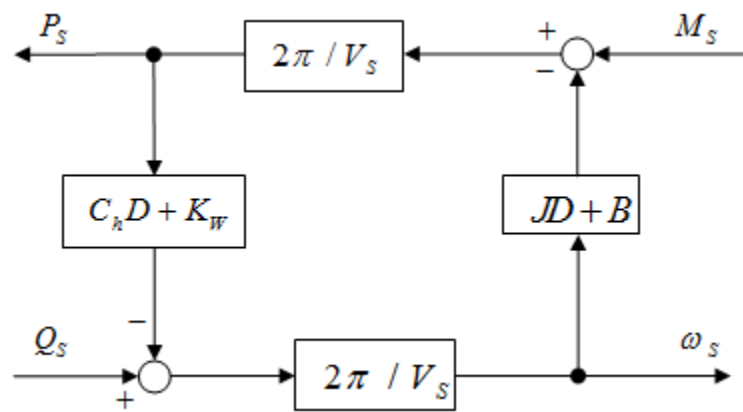 P_S
2π / V_S
+
−
M_S
C_h D + K_W
JD + B
−
Q_S
+
2π / V_S
ω_S